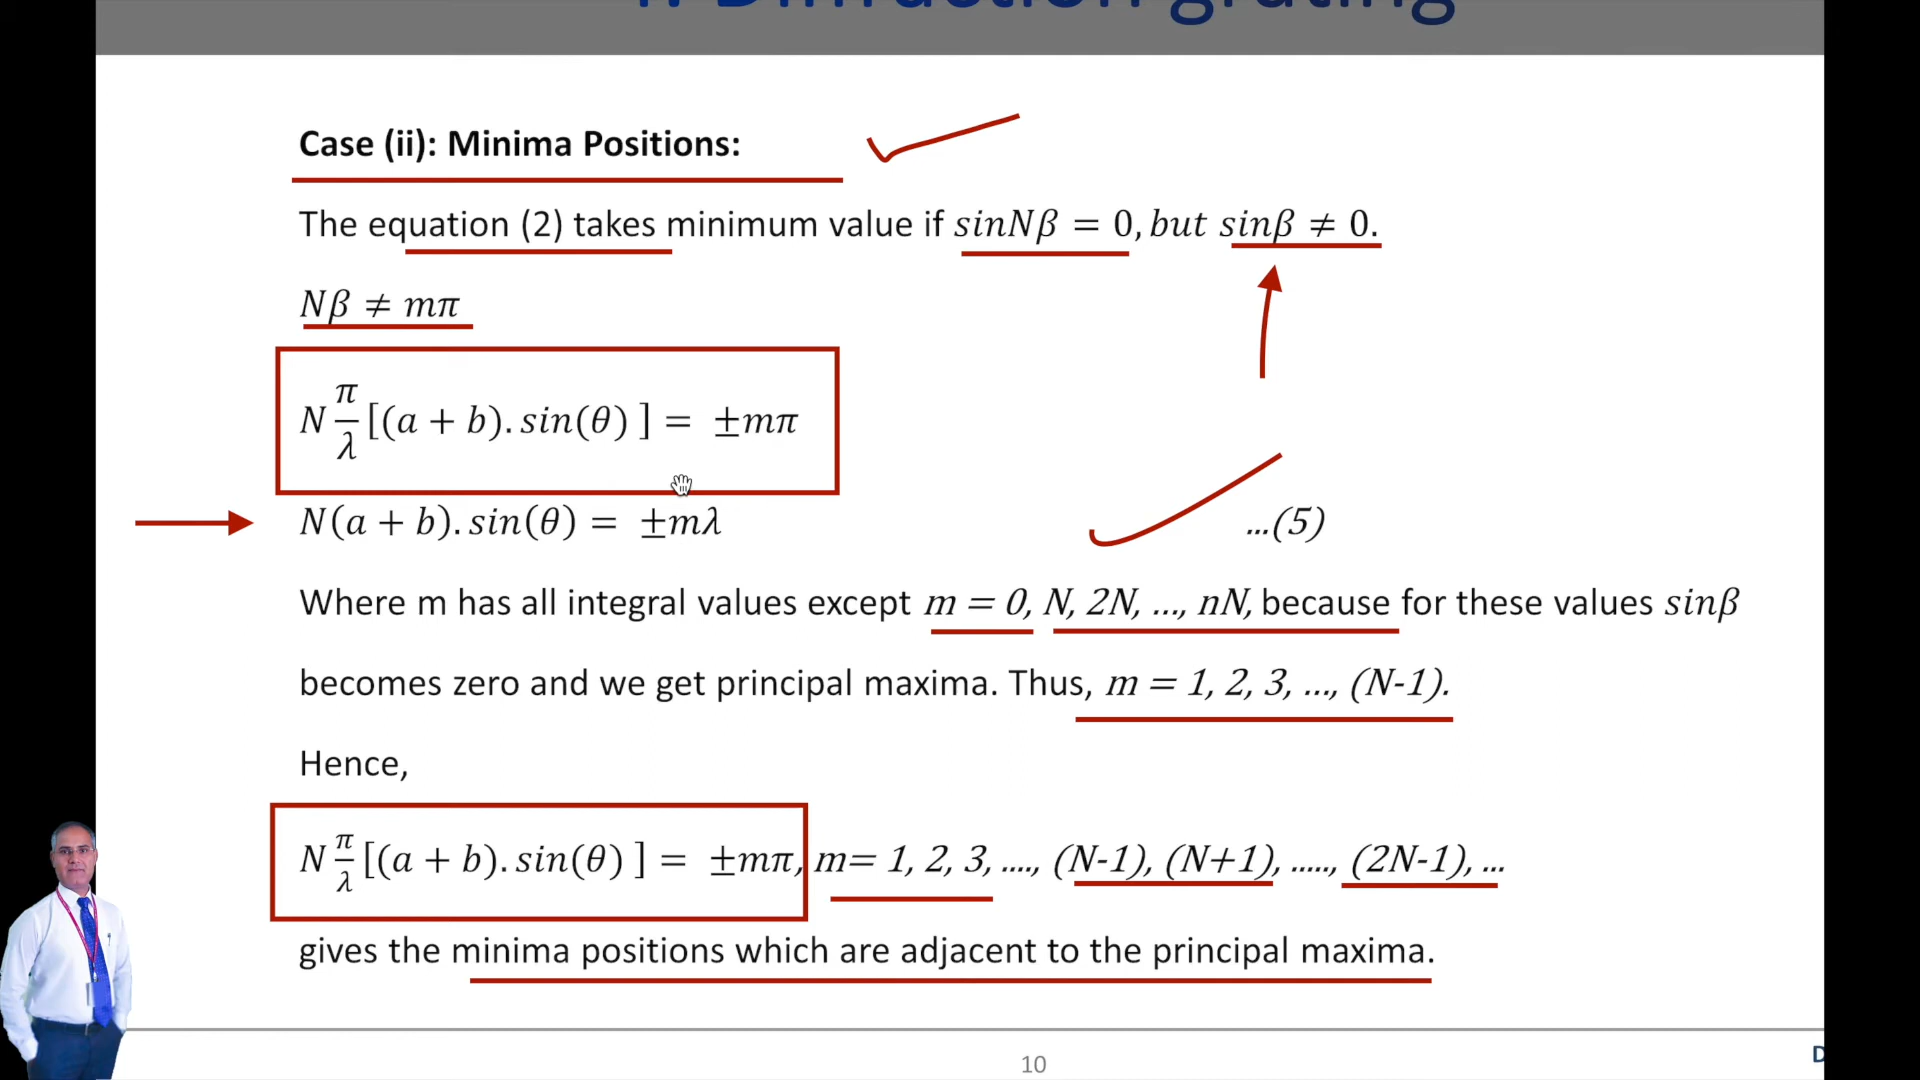 Diffraction grating
Case (ii): Minima Positions:
The equation (2) takes minimum value if sinNβ = 0, but sinβ ≠ 0.
Nβ ≠ mπ
N π/λ [(a + b). sin(θ) ] = ±mπ
N(a + b). sin(θ) = ±mλ ...(5)
Where m has all integral values except m = 0, N, 2N, ..., nN, because for these values sinβ
becomes zero and we get principal maxima. Thus, m = 1, 2, 3, ..., (N-1).
Hence,
N π/λ [(a + b). sin(θ) ] = ±mπ, m= 1, 2, 3, ...., (N-1), (N+1), ....., (2N-1), ...
gives the minima positions which are adjacent to the principal maxima.
10